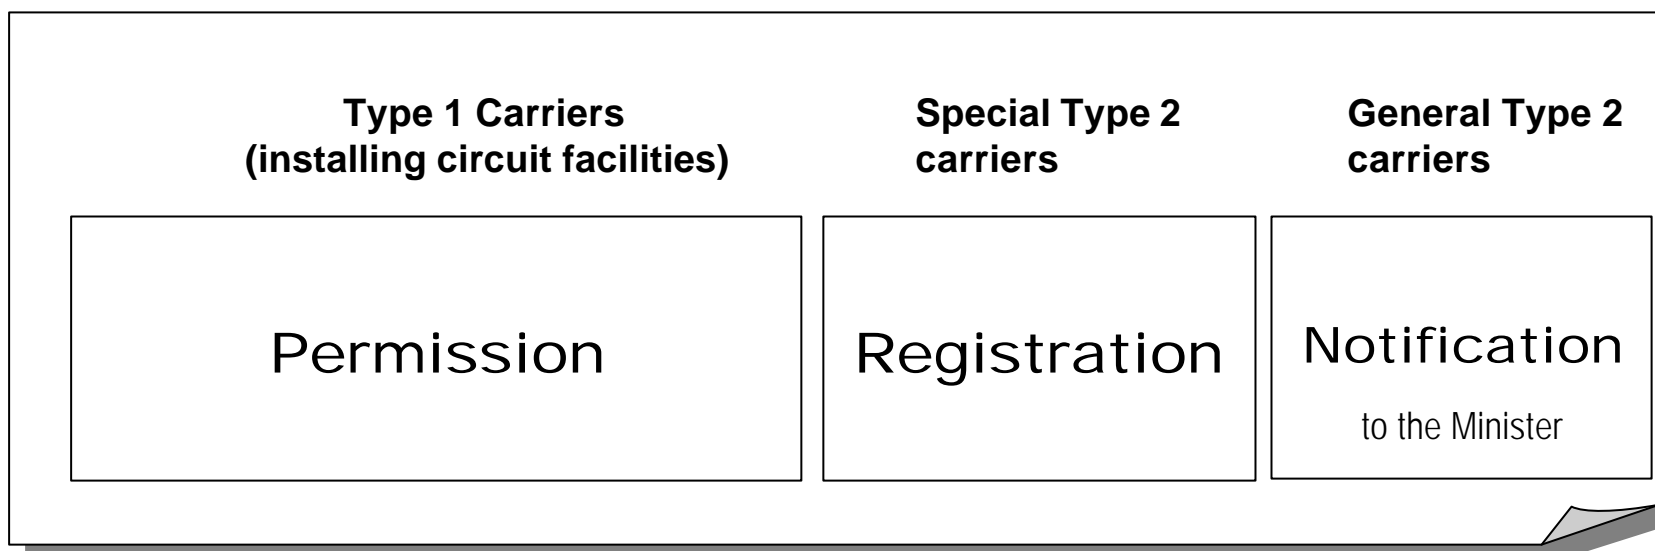 Type 1 Carriers
(installing circuit facilities)
Special Type 2
carriers
General Type 2
carriers
Permission
Registration
Notification
to the Minister